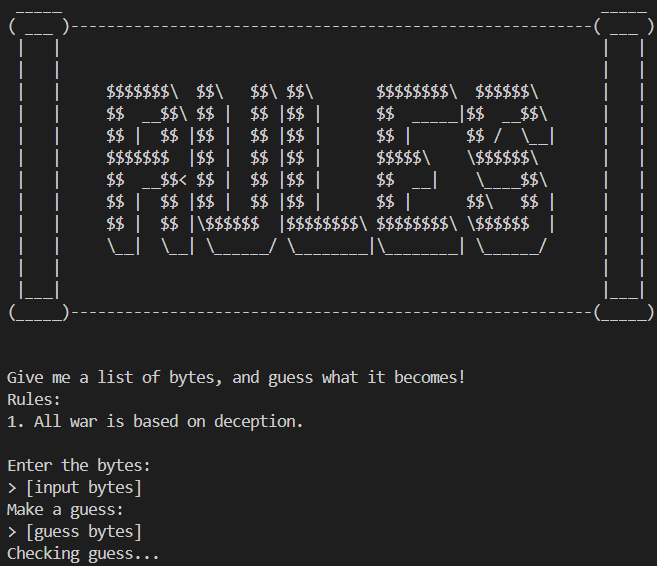 RULES
Give me a list of bytes, and guess what it becomes!
Rules:
1. All war is based on deception.
Enter the bytes:
> [input bytes]
Make a guess:
> [guess bytes]
Checking guess...